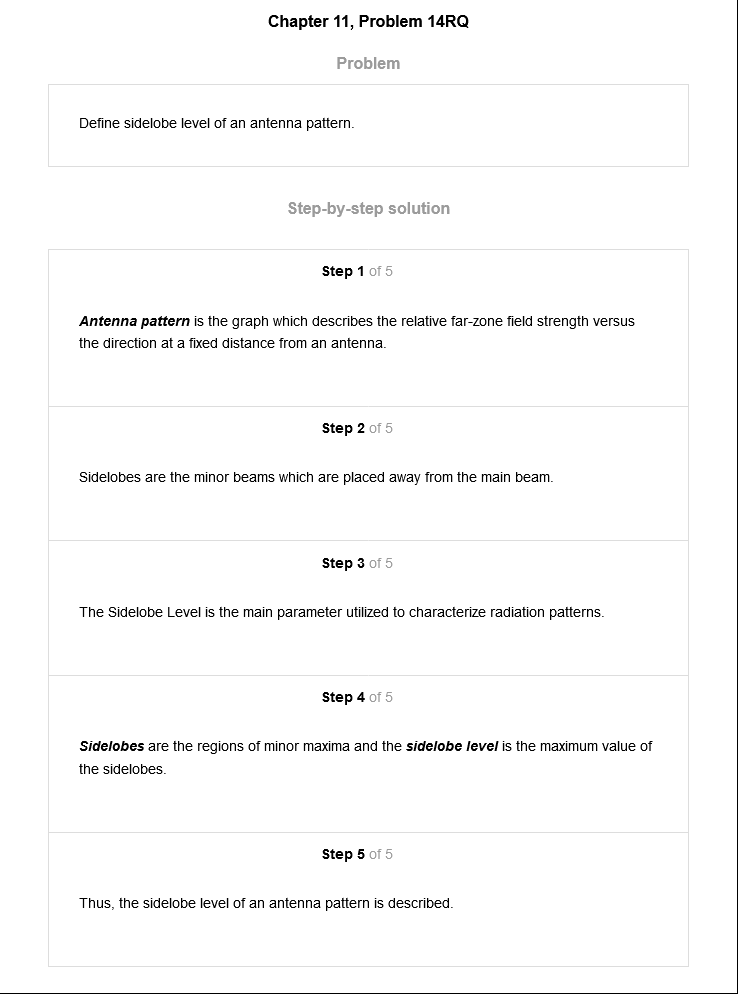 Chapter 11, Problem 14RQ
Problem
Define sidelobe level of an antenna pattern.
Step-by-step solution
Step 1 of 5
Antenna pattern is the graph which describes the relative far-zone field strength versus
the direction at a fixed distance from an antenna.
Step 2 of 5
Sidelobes are the minor beams which are placed away from the main beam.
Step 3 of 5
The Sidelobe Level is the main parameter utilized to characterize radiation patterns.
Step 4 of 5
Sidelobes are the regions of minor maxima and the sidelobe level is the maximum value of
the sidelobes.
Step 5 of 5
Thus, the sidelobe level of an antenna pattern is described.